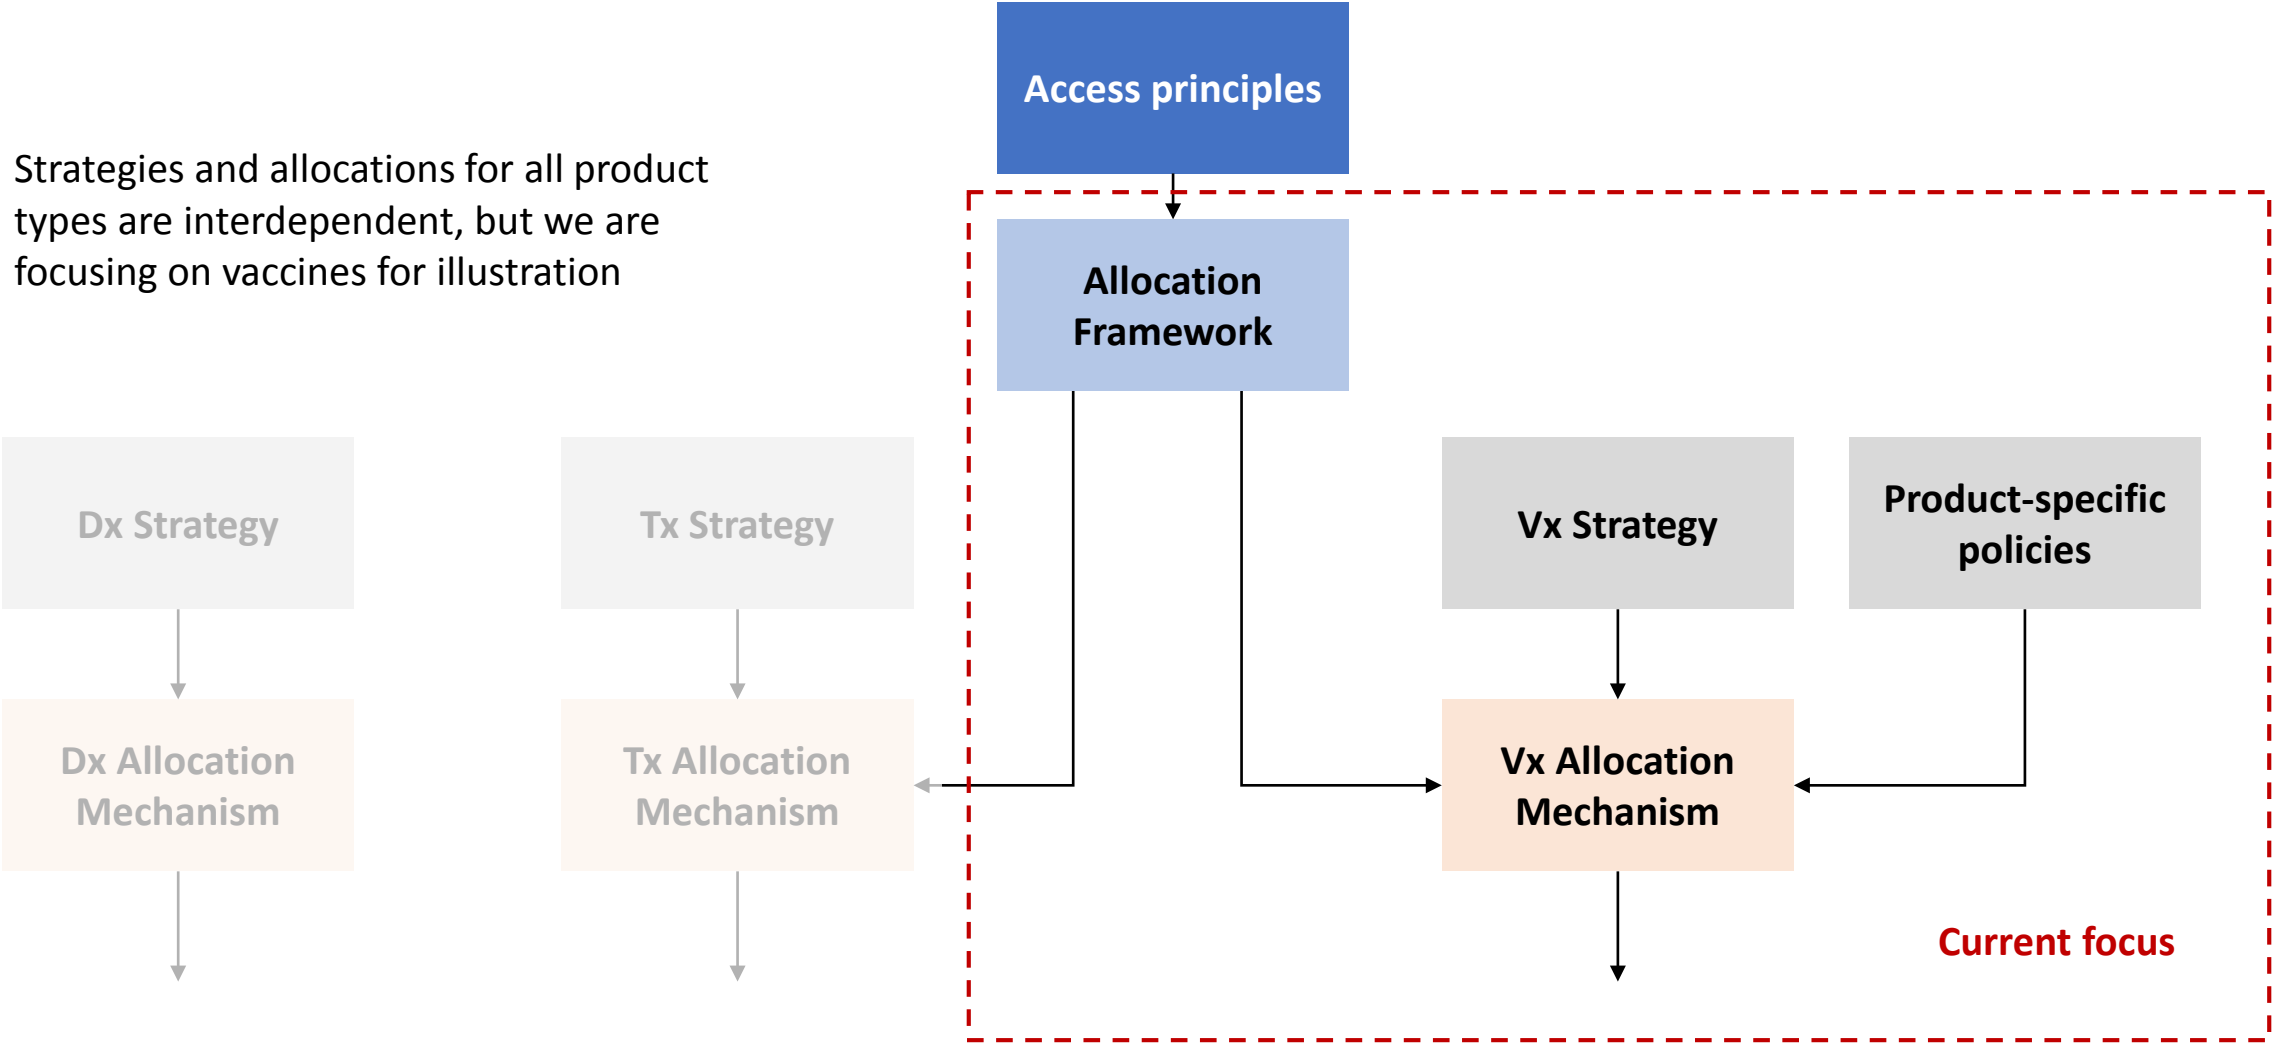 Access principles
Strategies and allocations for all product
types are interdependent, but we are
focusing on vaccines for illustration
Allocation
Framework
Dx Strategy
Tx Strategy
Vx Strategy
Product-specific
policies
Dx Allocation
Mechanism
Tx Allocation
Mechanism
Vx Allocation
Mechanism
Current focus